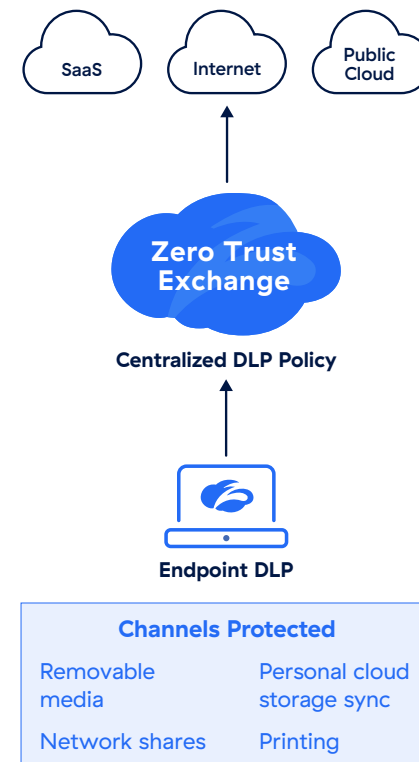 SaaS
Internet
Public
Cloud
Zero Trust
Exchange
Centralized DLP Policy
Endpoint DLP
Channels Protected
Removable
media
Personal cloud
storage sync
Network shares
Printing